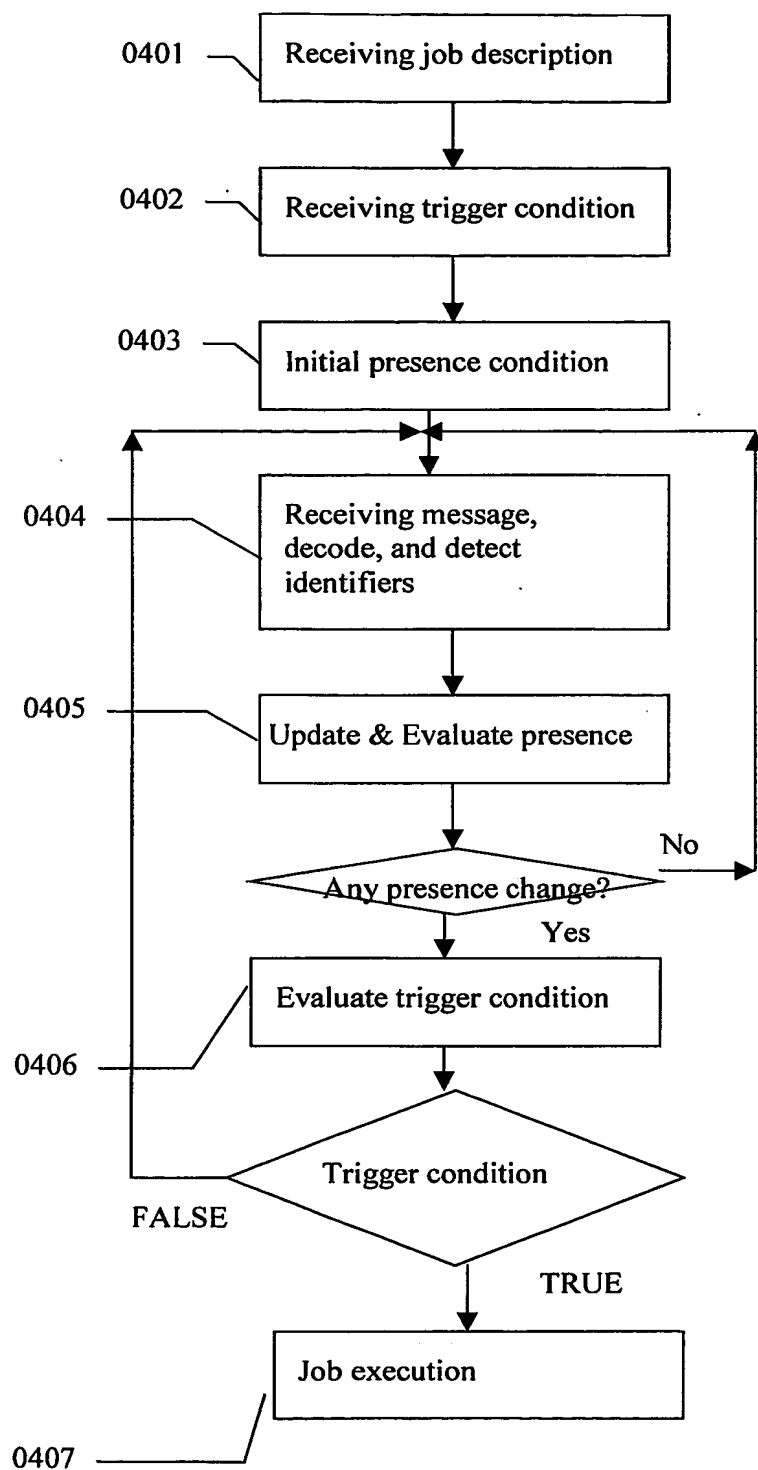 0401
Receiving job description
0402
Receiving trigger condition
0403
Initial presence condition
0404
Receiving message,
decode, and detect
identifiers
0405
Update & Evaluate presence
No
Any presence change?
Yes
Evaluate trigger condition
0406
Trigger condition
FALSE
TRUE
Job execution
0407